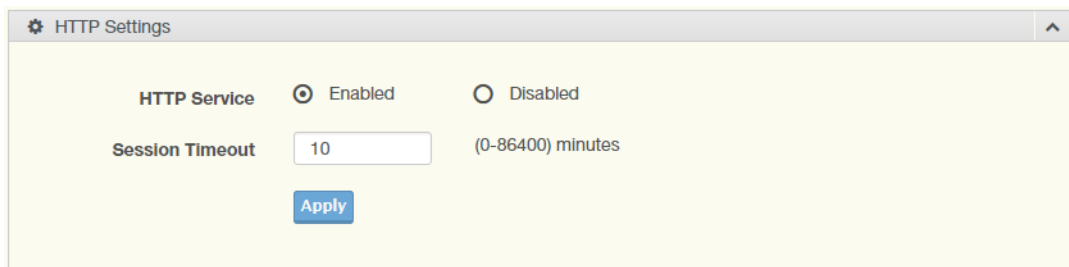 HTTP Settings
HTTP Service Enabled Disabled
Session Timeout 10 (0-86400) minutes
Apply